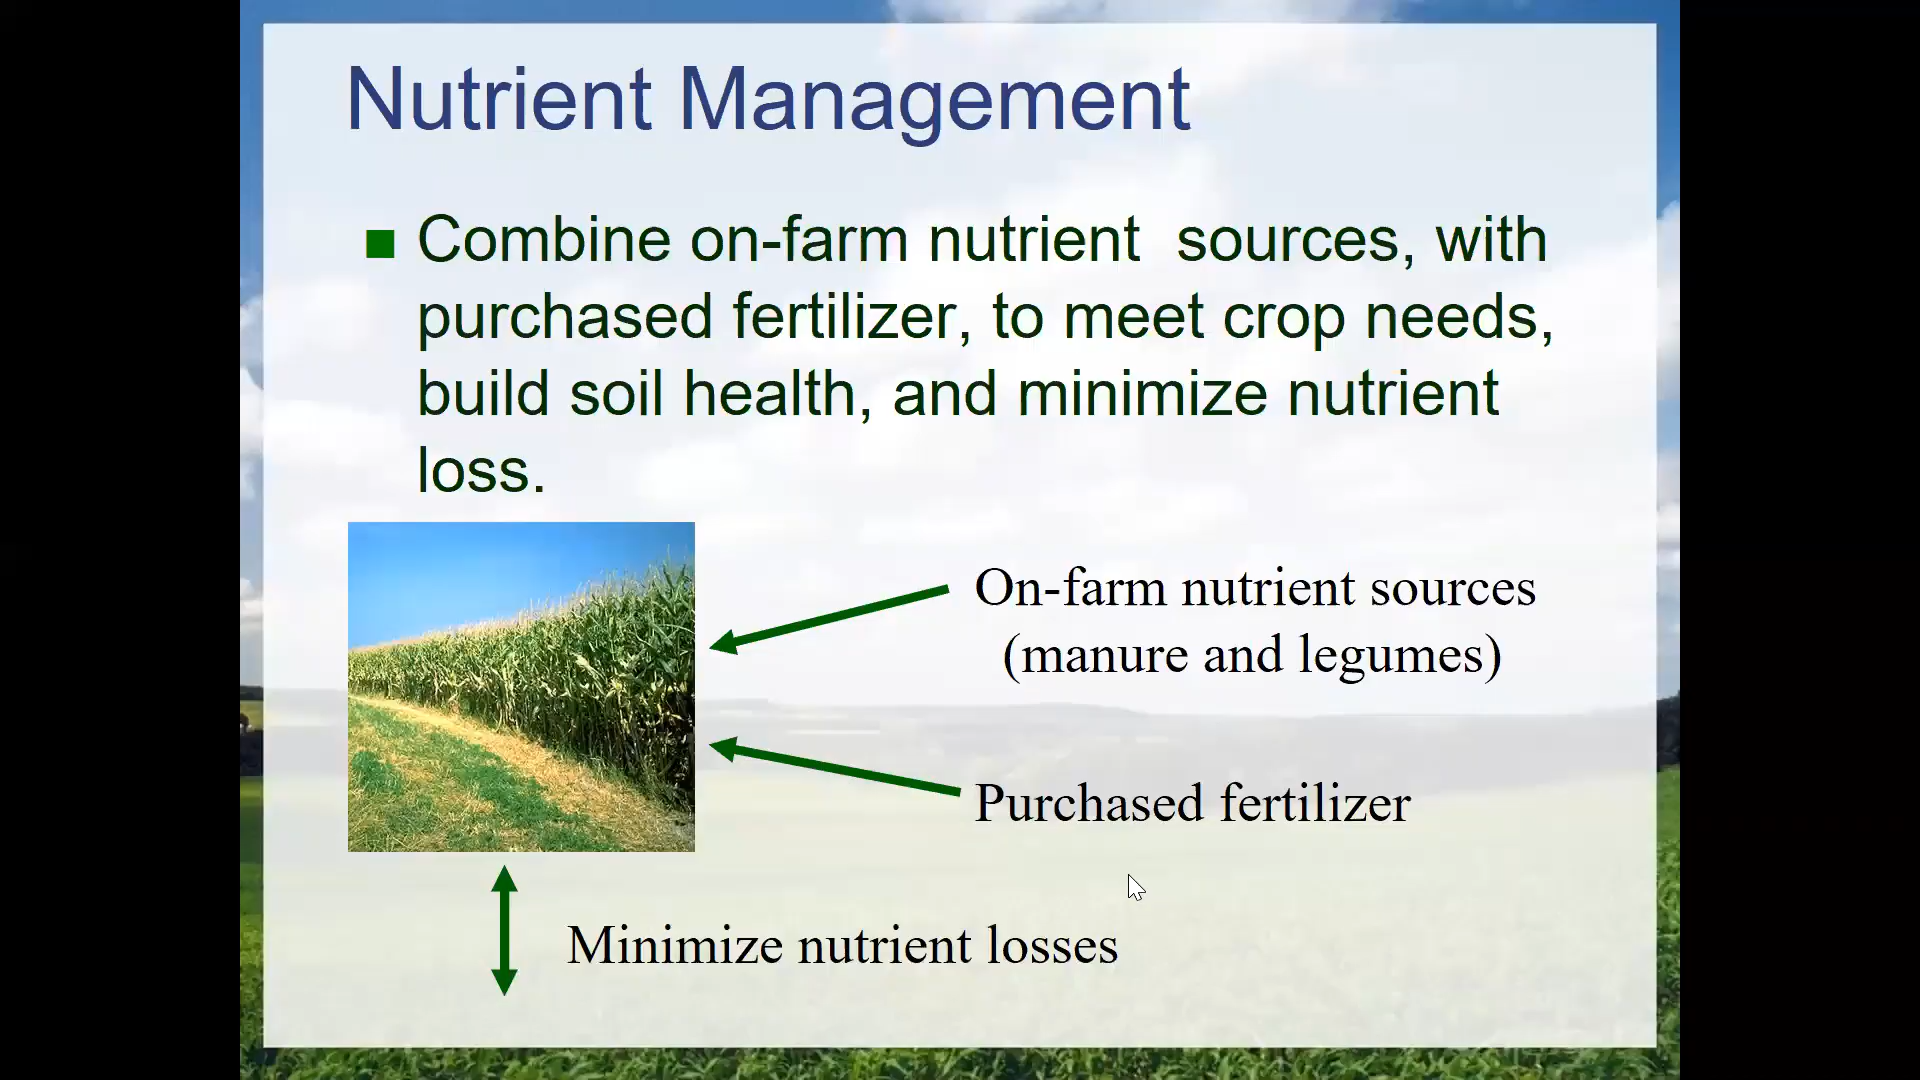 Nutrient Management
Combine on-farm nutrient sources, with
purchased fertilizer, to meet crop needs,
build soil health, and minimize nutrient
loss.
On-farm nutrient sources
(manure and legumes)
Purchased fertilizer
Minimize nutrient losses